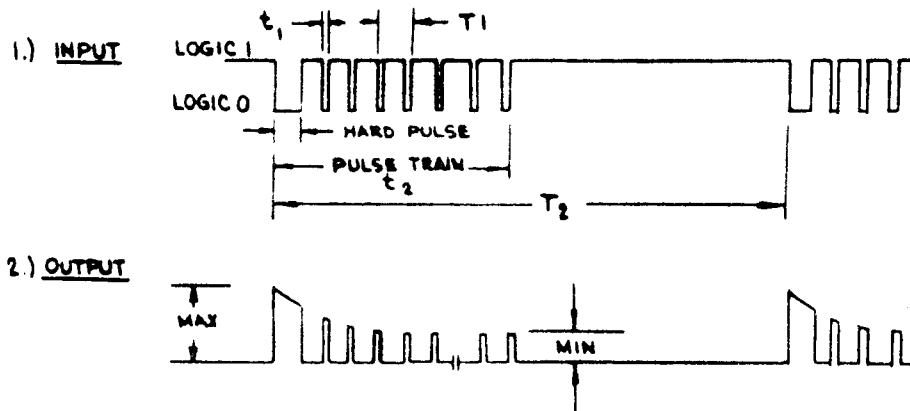 t₁ T1
1.) INPUT
LOGIC 1
LOGIC 0
HARD PULSE
PULSE TRAIN
t₂
T₂
2.) OUTPUT
MAX
MIN